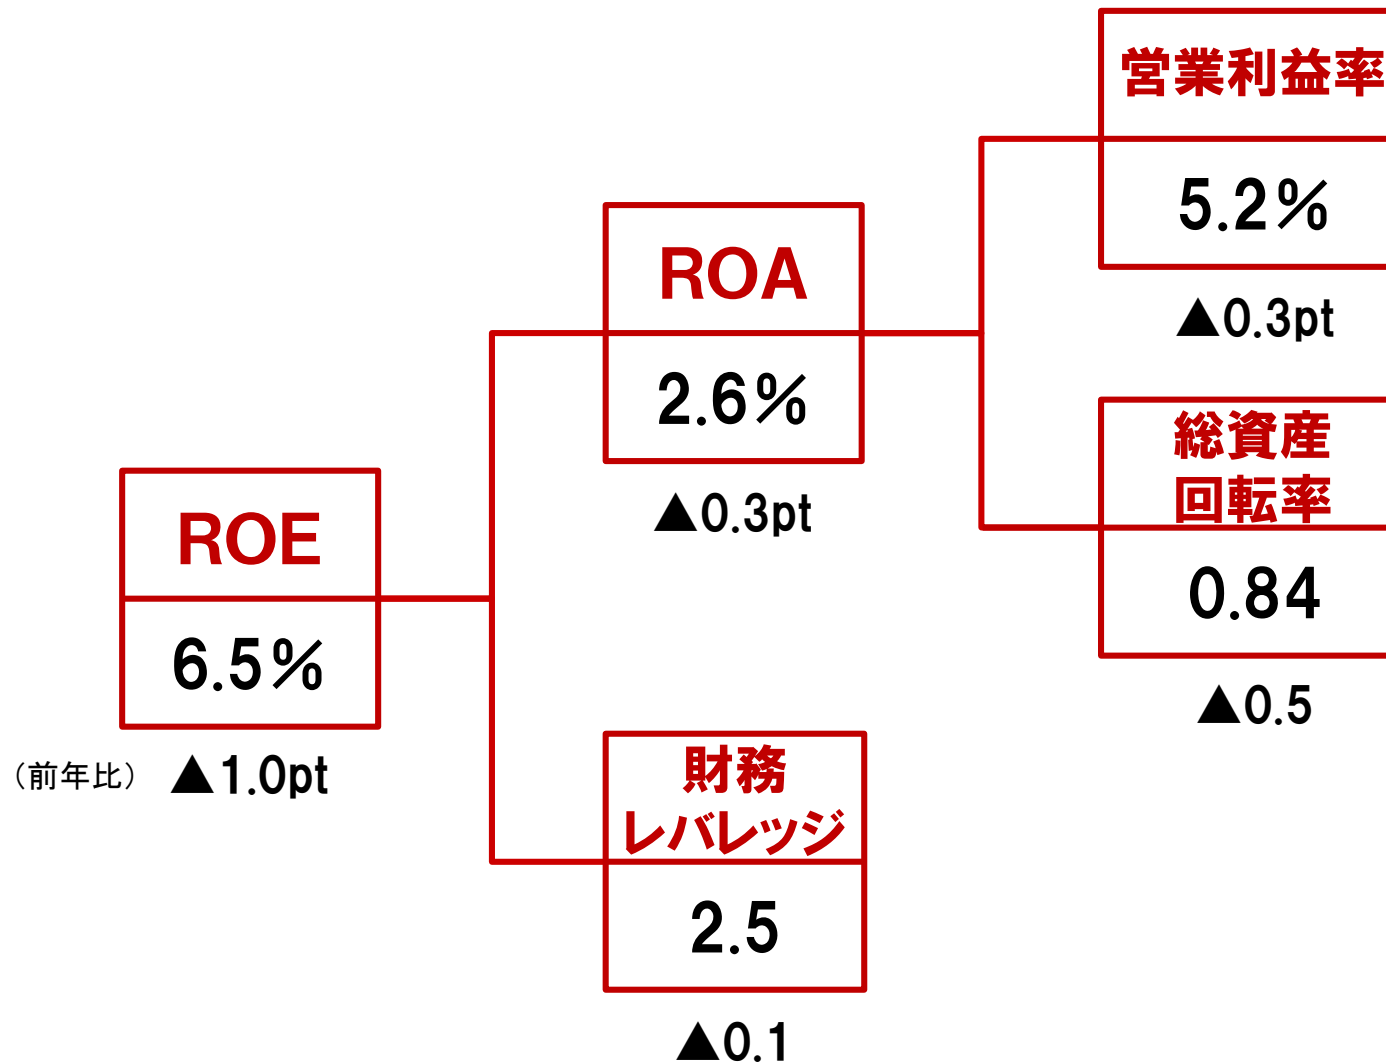 営業利益率
5.2%
▲0.3pt
ROA
2.6%
▲0.3pt
総資産
回転率
0.84
▲0.5
ROE
6.5%
（前年比） ▲1.0pt
財務
レバレッジ
2.5
▲0.1